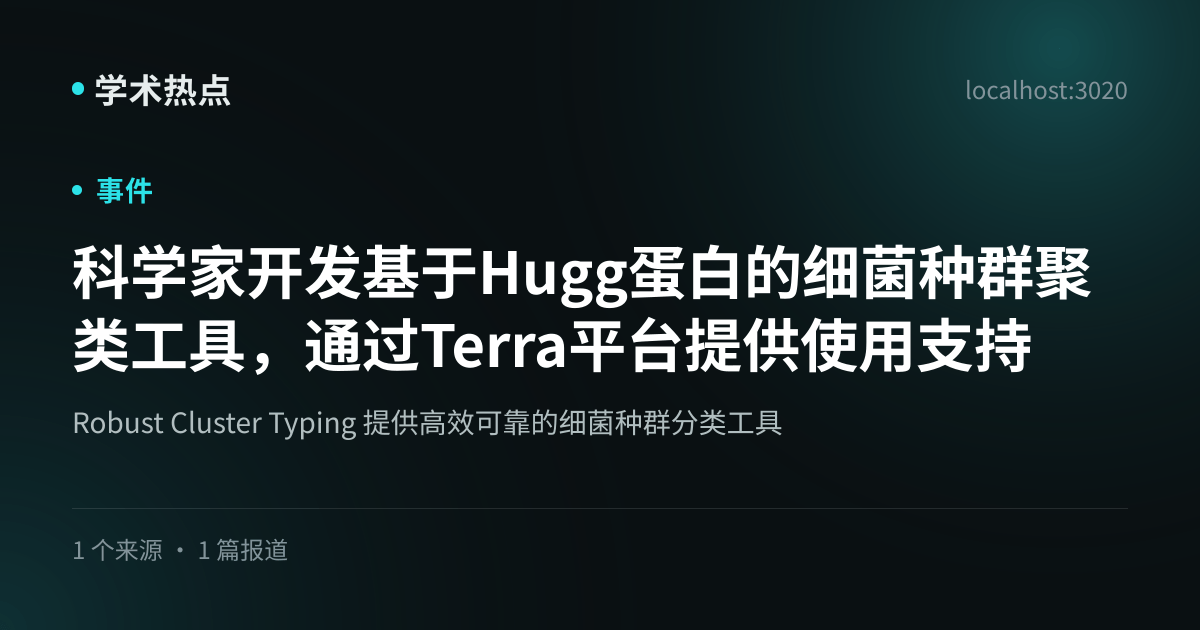 学术热点
localhost:3020
事件
科学家开发基于Hugg蛋白的细菌种群聚
类工具，通过Terra平台提供使用支持
Robust Cluster Typing 提供高效可靠的细菌种群分类工具
1 个来源 · 1 篇报道